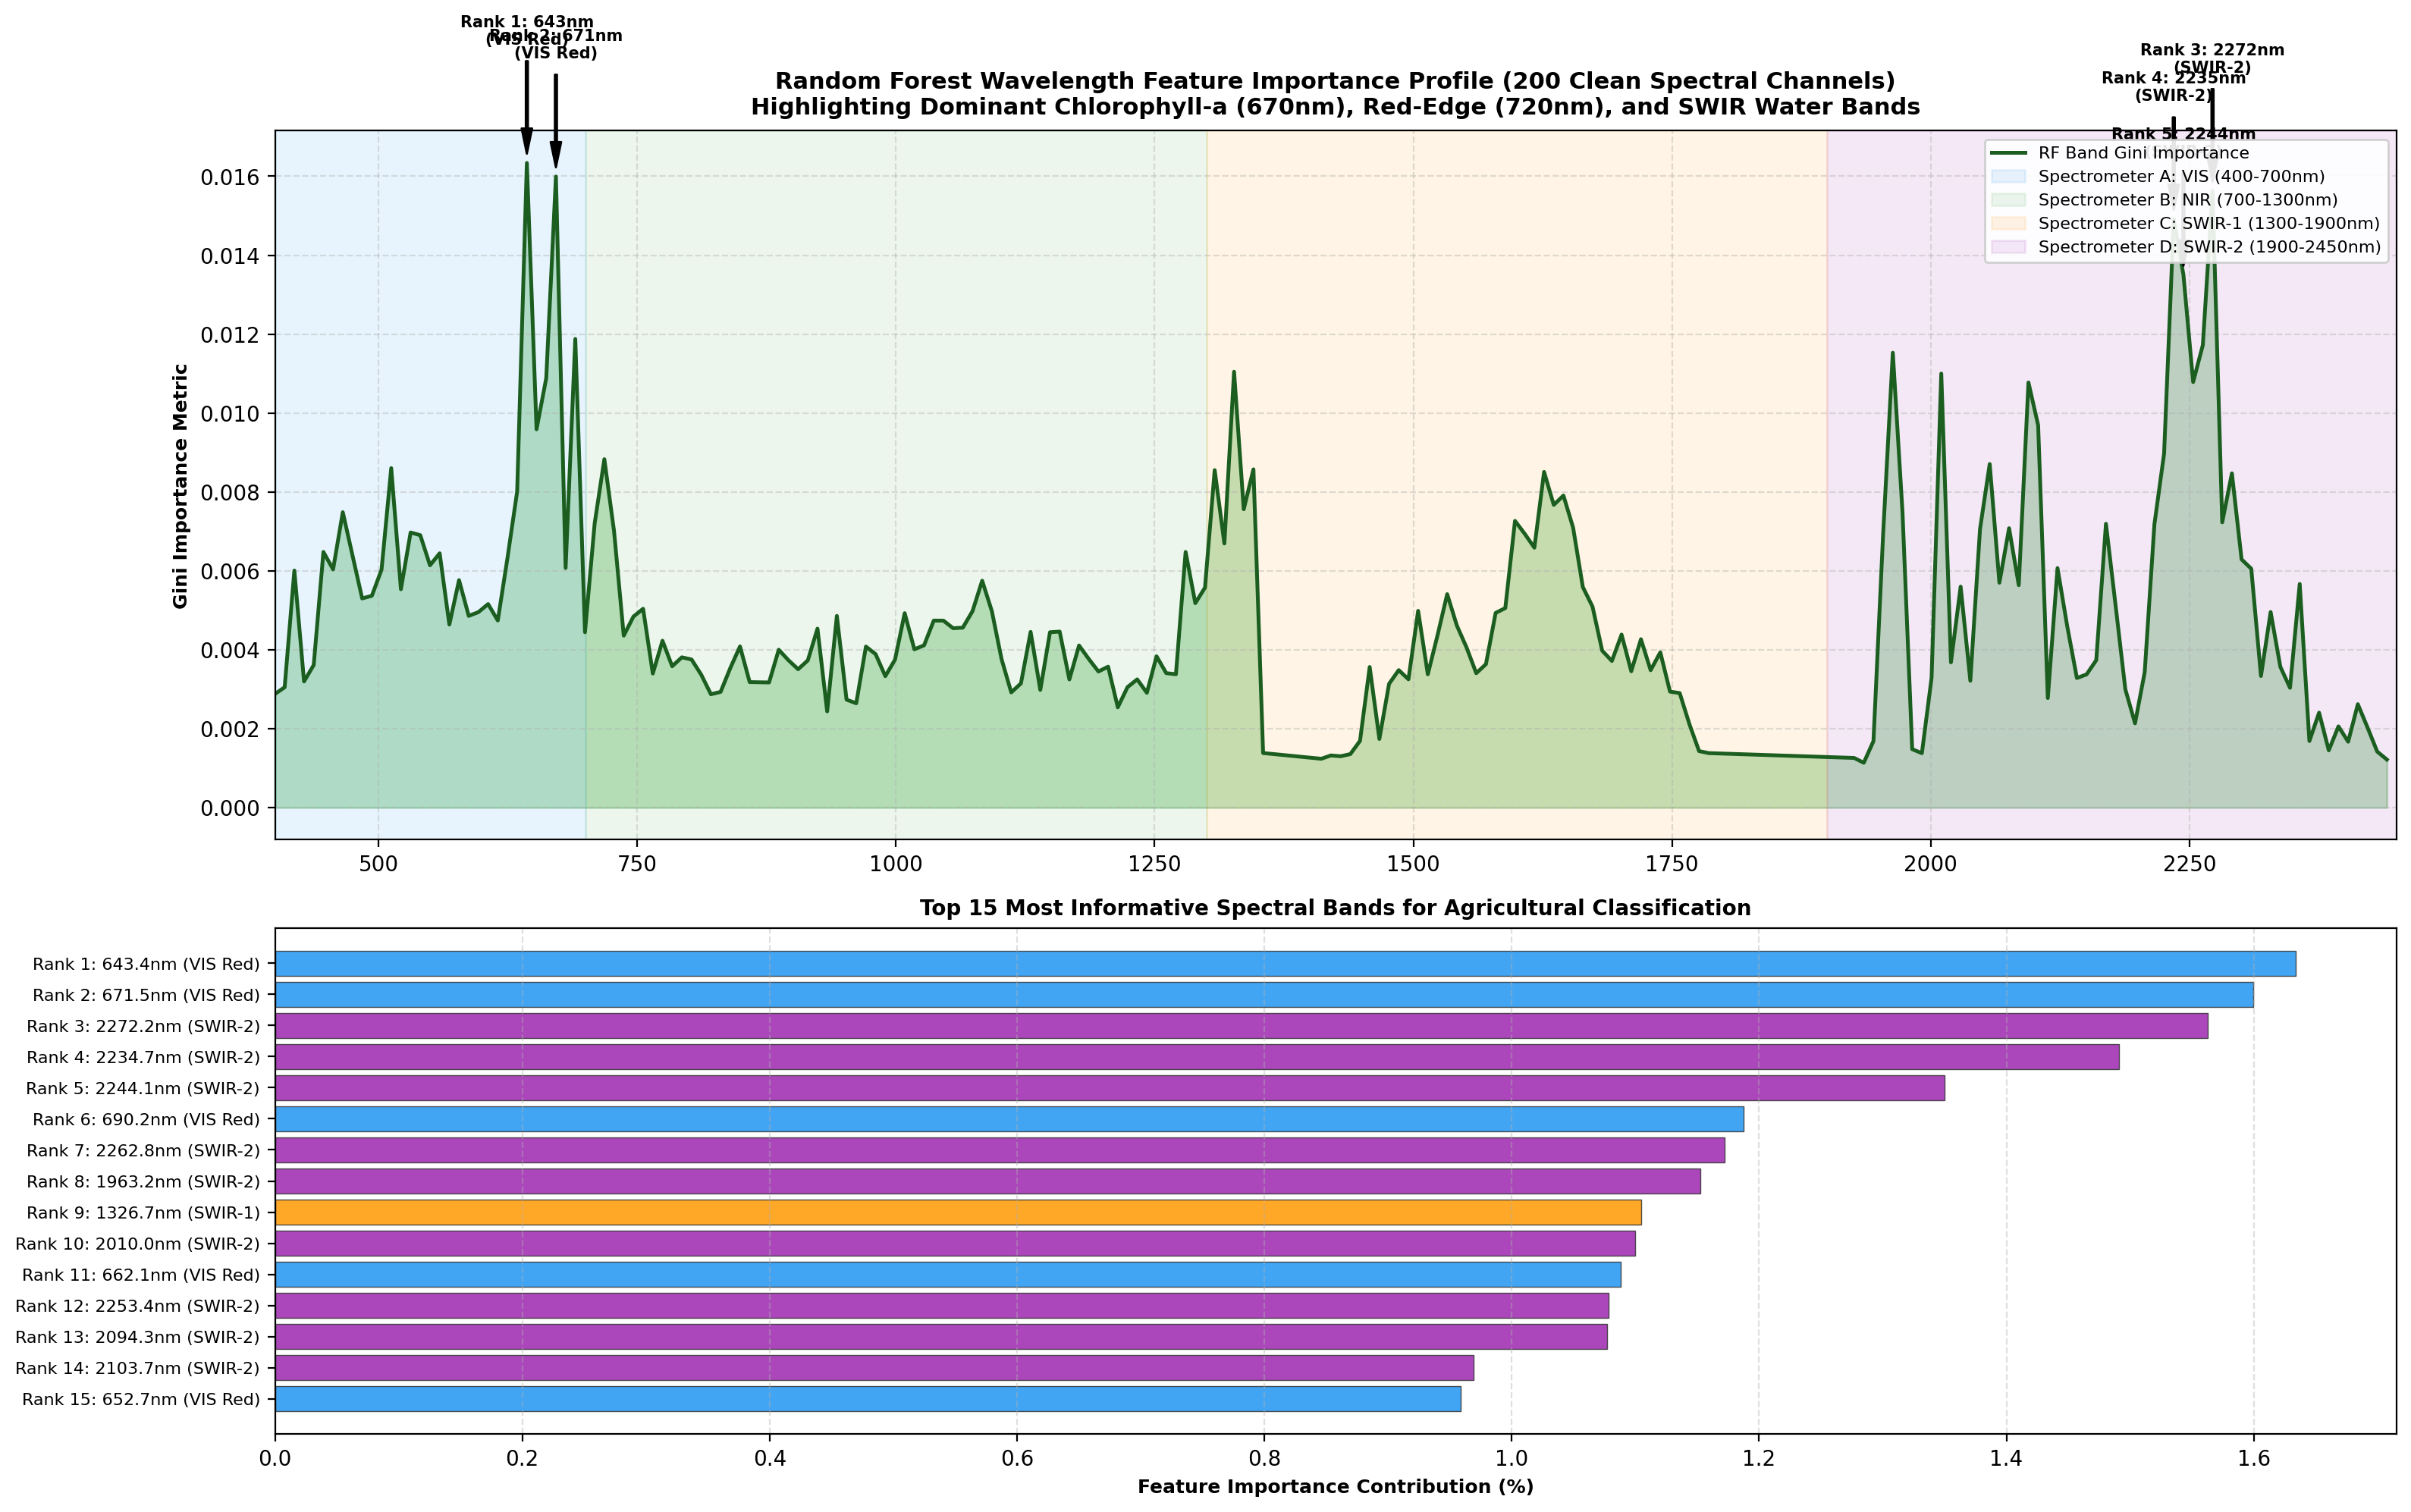 Rank 1: 643nm
(VIS Red)
Rank 2: 671nm
(VIS Red)
Rank 3: 2272nm
(SWIR-2)
Rank 4: 2235nm
(SWIR-2)
Random Forest Wavelength Feature Importance Profile (200 Clean Spectral Channels)
Highlighting Dominant Chlorophyll-a (670nm), Red-Edge (720nm), and SWIR Water Bands
Rank 5: 2244nm
RF Band Gini Importance
Spectrometer A: VIS (400-700nm)
Spectrometer B: NIR (700-1300nm)
Spectrometer C: SWIR-1 (1300-1900nm)
Spectrometer D: SWIR-2 (1900-2450nm)
Gini Importance Metric
0.016
0.014
0.012
0.010
0.008
0.006
0.004
0.002
0.000
500 750 1000 1250 1500 1750 2000 2250
Top 15 Most Informative Spectral Bands for Agricultural Classification
Rank 1: 643.4nm (VIS Red)
Rank 2: 671.5nm (VIS Red)
Rank 3: 2272.2nm (SWIR-2)
Rank 4: 2234.7nm (SWIR-2)
Rank 5: 2244.1nm (SWIR-2)
Rank 6: 690.2nm (VIS Red)
Rank 7: 2262.8nm (SWIR-2)
Rank 8: 1963.2nm (SWIR-2)
Rank 9: 1326.7nm (SWIR-1)
Rank 10: 2010.0nm (SWIR-2)
Rank 11: 662.1nm (VIS Red)
Rank 12: 2253.4nm (SWIR-2)
Rank 13: 2094.3nm (SWIR-2)
Rank 14: 2103.7nm (SWIR-2)
Rank 15: 652.7nm (VIS Red)
0.0 0.2 0.4 0.6 0.8 1.0 1.2 1.4 1.6
Feature Importance Contribution (%)